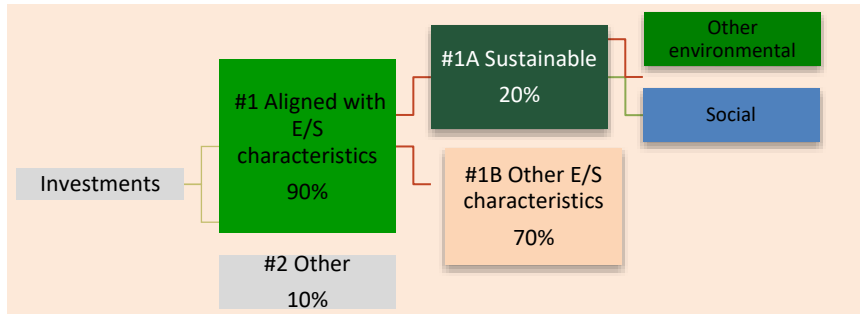 Investments
#1 Aligned with
E/S
characteristics
90%
#2 Other
10%
#1A Sustainable
20%
#1B Other E/S
characteristics
70%
Other
environmental
Social